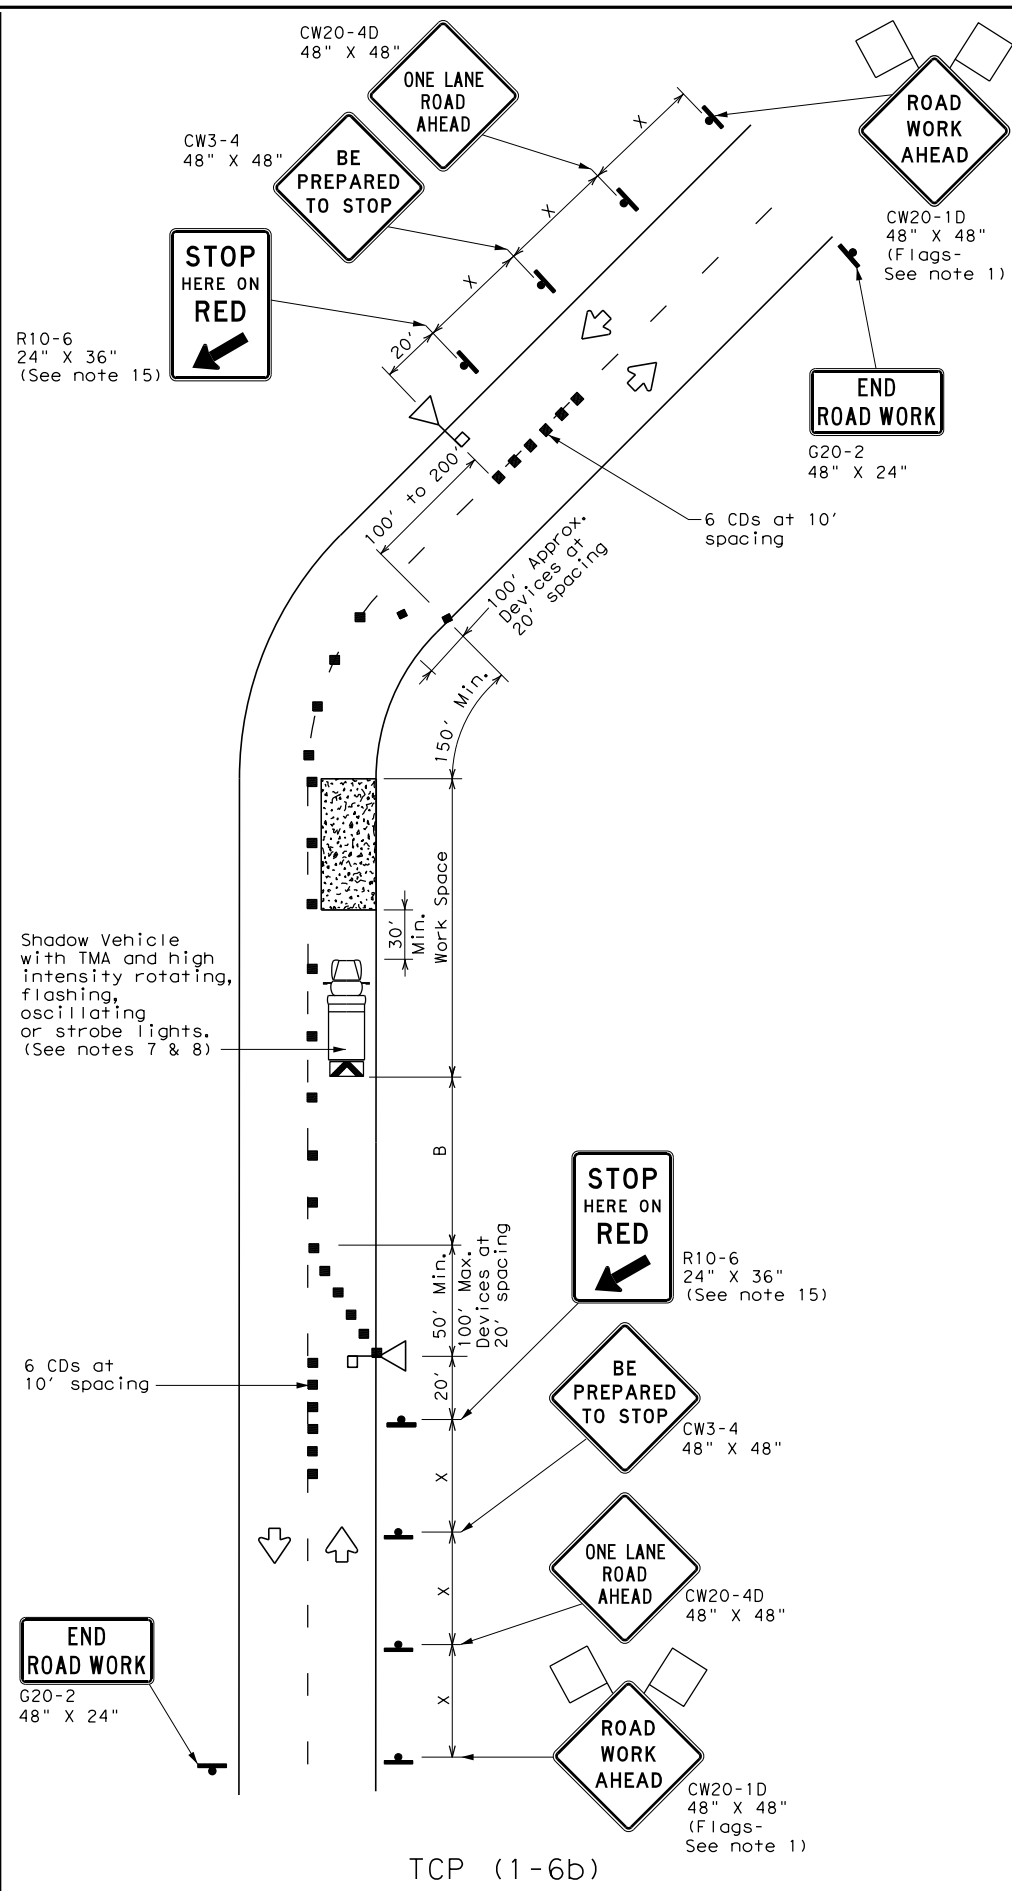 CW20-4D
48" X 48"
ONE LANE
ROAD
AHEAD
ROAD
WORK
AHEAD
CW20-1D
48" X 48"
(Flags-
See note 1)
CW3-4
48" X 48"
BE
PREPARED
TO STOP
X
X
X
20'
STOP
HERE ON
RED
R10-6
24" X 36"
(See note 15)
END
ROAD WORK
G20-2
48" X 24"
100' to 200'
6 CDs at 10'
spacing
100' Approx.
Devices at
20' spacing
150' Min.
Work Space
30'
Min.
Shadow Vehicle
with TMA and high
intensity rotating,
flashing,
oscillating
or strobe lights.
(See notes 7 & 8)
B
50' Min.
100' Max.
Devices at
20' spacing
STOP
HERE ON
RED
R10-6
24" X 36"
(See note 15)
6 CDs at
10' spacing
20'
BE
PREPARED
TO STOP
CW3-4
48" X 48"
X
X
X
ONE LANE
ROAD
AHEAD
CW20-4D
48" X 48"
END
ROAD WORK
G20-2
48" X 24"
ROAD
WORK
AHEAD
CW20-1D
48" X 48"
(Flags-
See note 1)
TCP (1-6b)